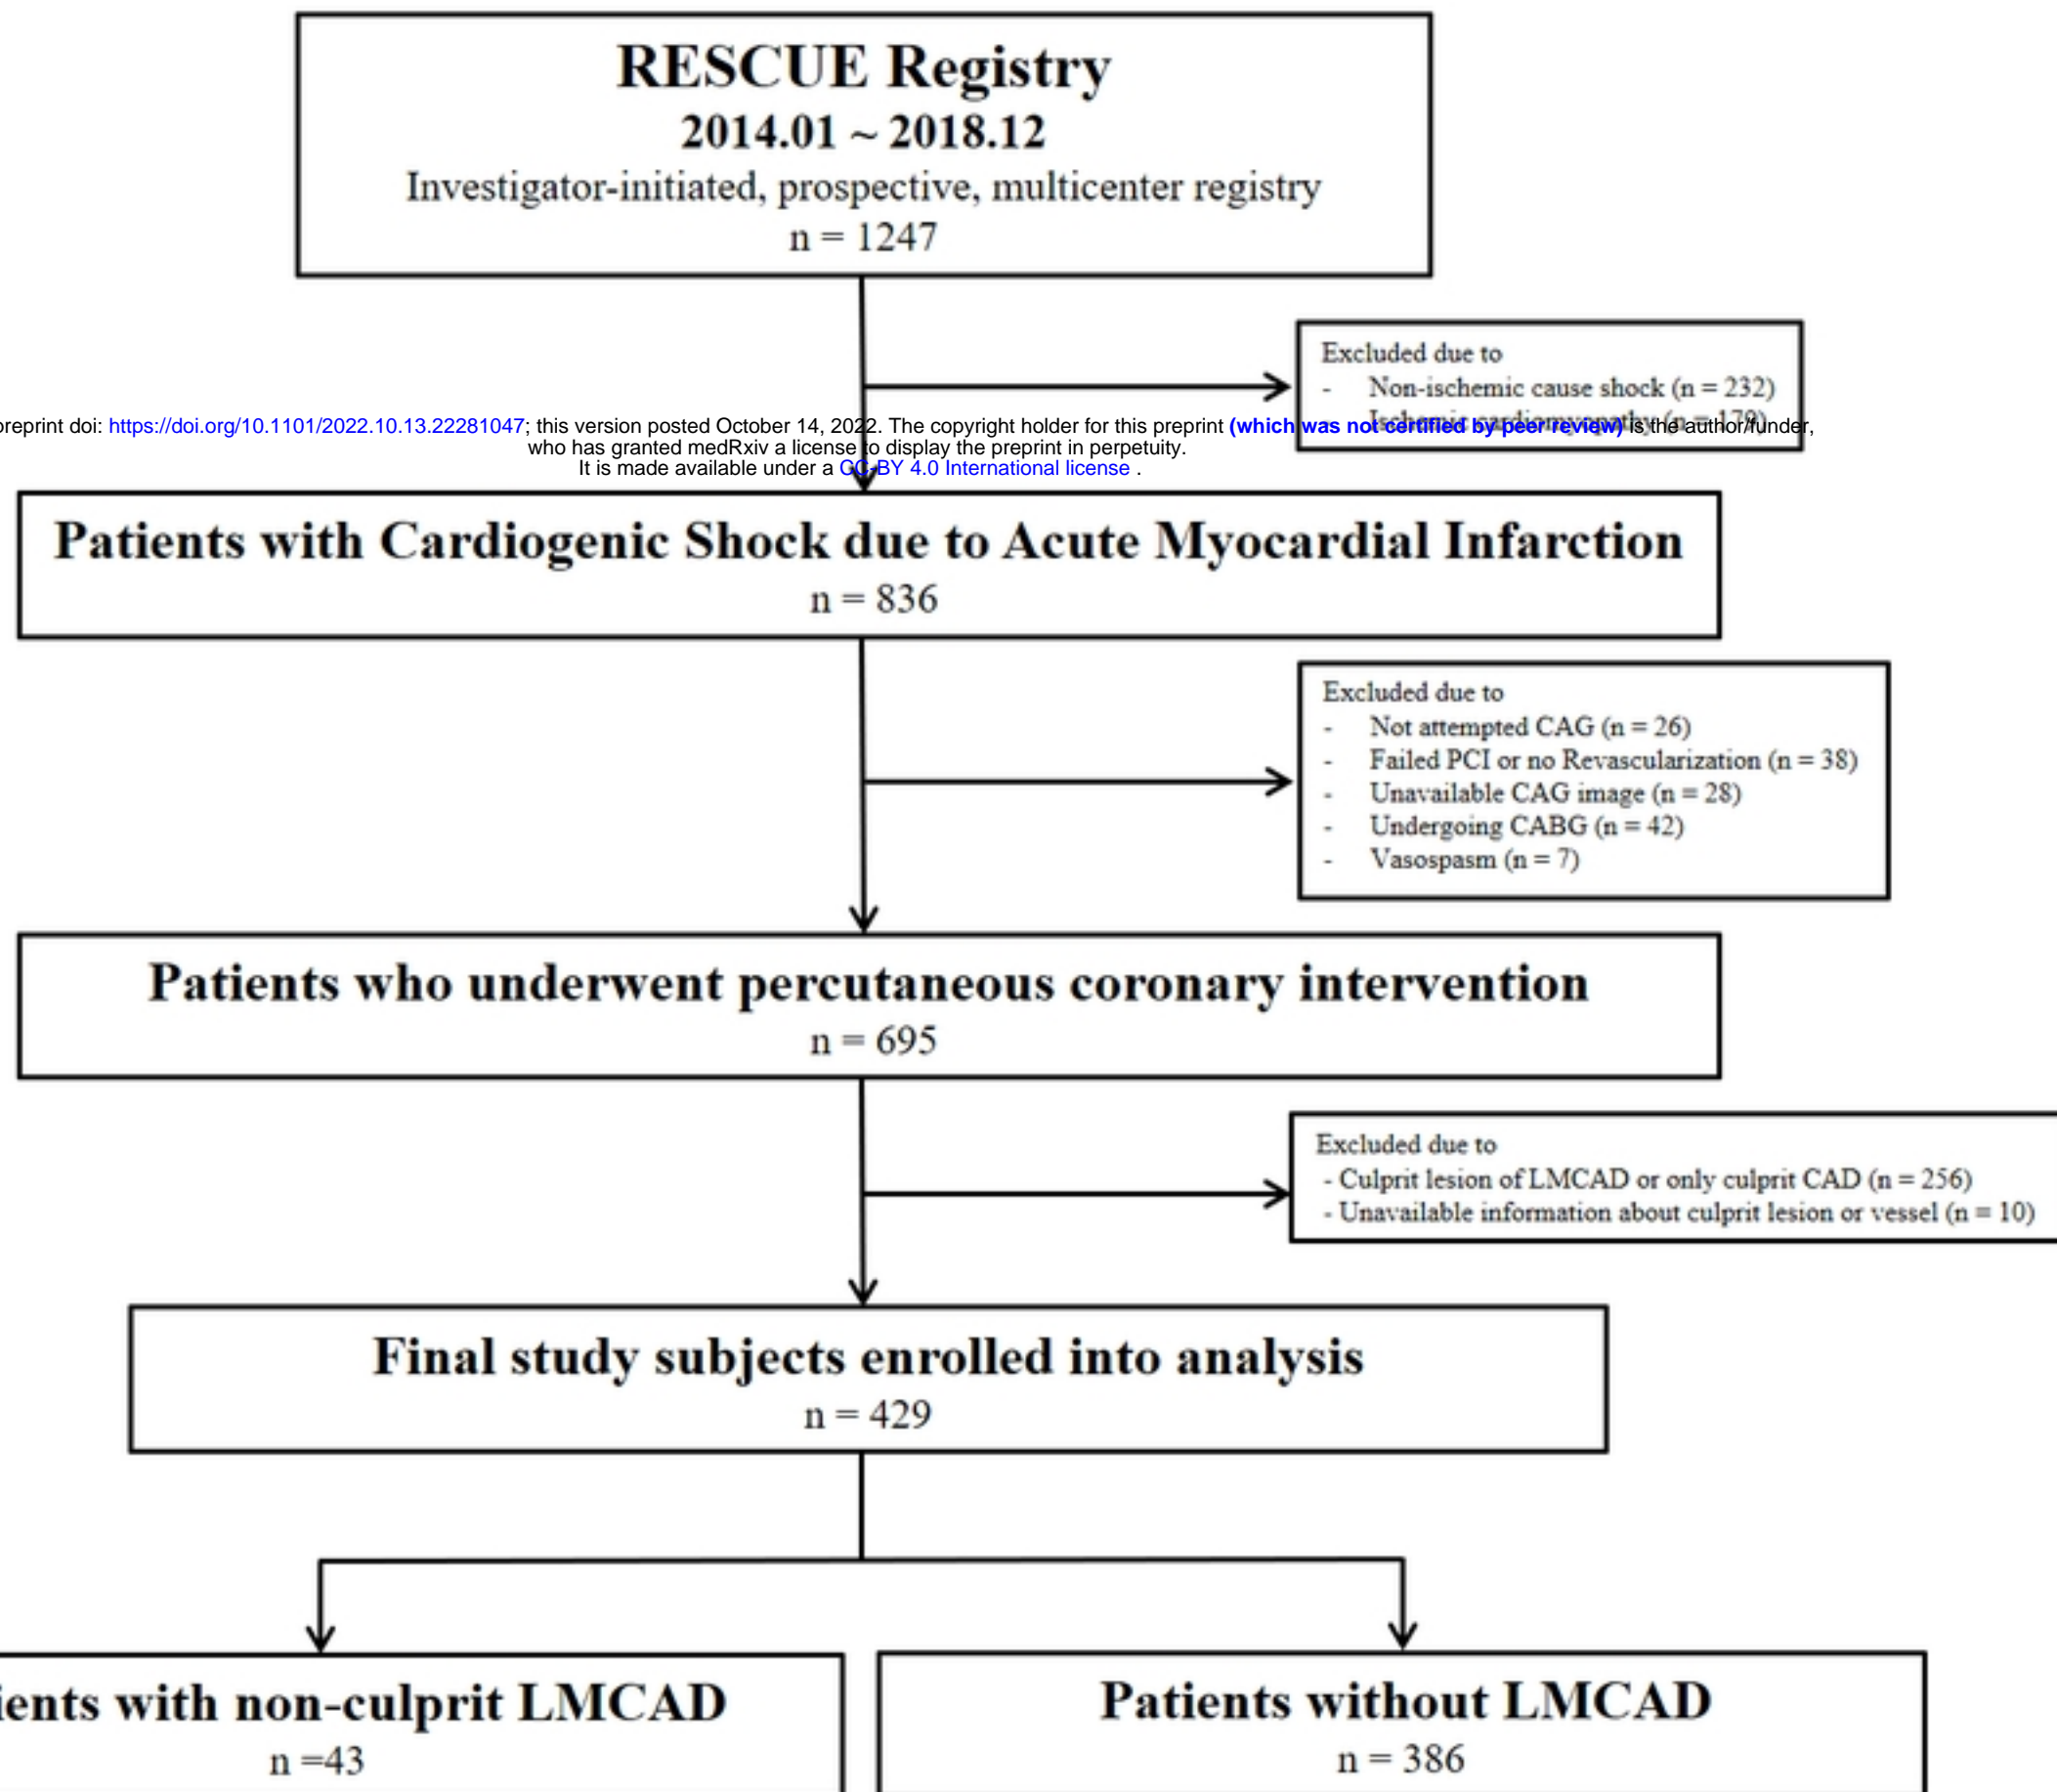 RESCUE Registry
2014.01 ~ 2018.12
Investigator-initiated, prospective, multicenter registry
n = 1247
Excluded due to
- Non-ischemic cause shock (n = 232)
- Ischemic cardiomyopathy (n = 179)
preprint doi: https://doi.org/10.1101/2022.10.13.22281047; this version posted October 14, 2022. The copyright holder for this preprint (which was not certified by peer review) is the author/funder,
who has granted medRxiv a license to display the preprint in perpetuity.
It is made available under a CC-BY 4.0 International license .
Patients with Cardiogenic Shock due to Acute Myocardial Infarction
n = 836
Excluded due to
- Not attempted CAG (n = 26)
- Failed PCI or no Revascularization (n = 38)
- Unavailable CAG image (n = 28)
- Undergoing CABG (n = 42)
- Vasospasm (n = 7)
Patients who underwent percutaneous coronary intervention
n = 695
Excluded due to
- Culprit lesion of LMCAD or only culprit CAD (n = 256)
- Unavailable information about culprit lesion or vessel (n = 10)
Final study subjects enrolled into analysis
n = 429
ients with non-culprit LMCAD
n =43
Patients without LMCAD
n = 386